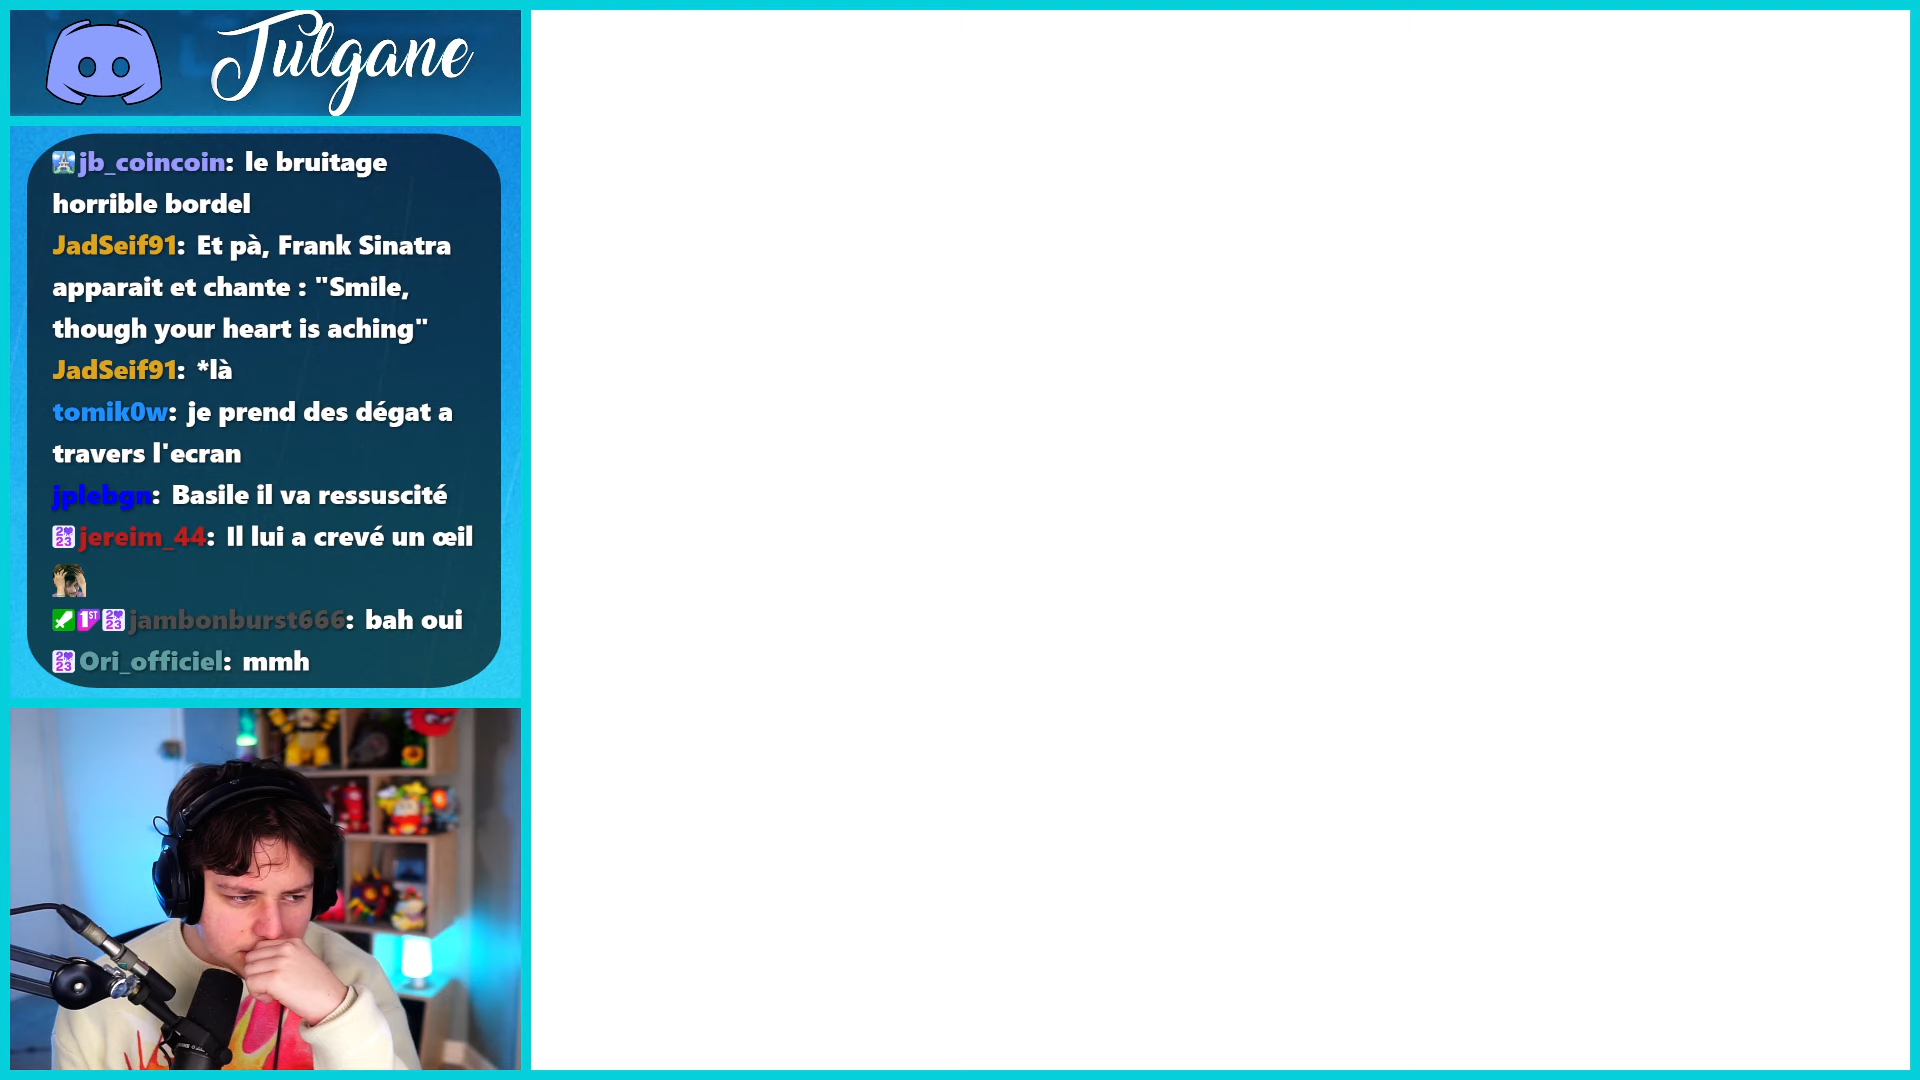 Julgane
jb_coincoin: le bruitage
horrible bordel
JadSeif91: Et pà, Frank Sinatra
apparait et chante : "Smile,
though your heart is aching"
JadSeif91: *là
tomik0w: je prend des dégat a
travers l'ecran
jplebgn: Basile il va ressuscité
jereim_44: Il lui a crevé un œil
jambonburst666: bah oui
Ori_officiel: mmh